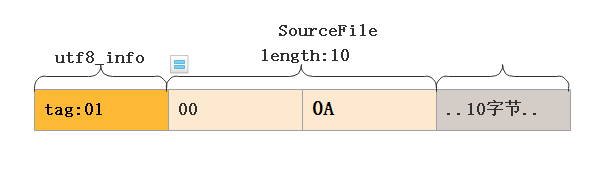 SourceFile
utf8_info
length:10
tag:01
00
0A
..10字节..